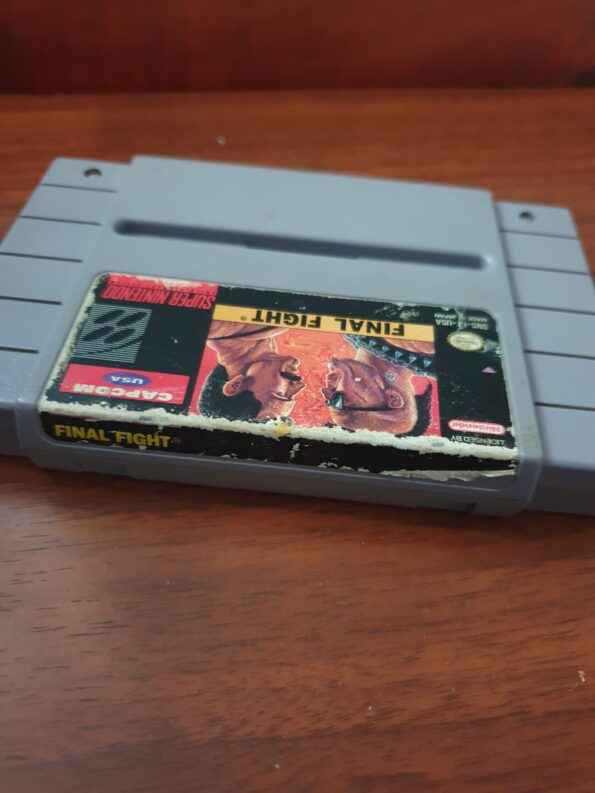 FINAL FIGHT®
SUPER NINTENDO
FINAL FIGHT®
SNS-FT-USA
MADE IN JAPAN
CAPCOM
USA
LICENSED BY
Nintendo